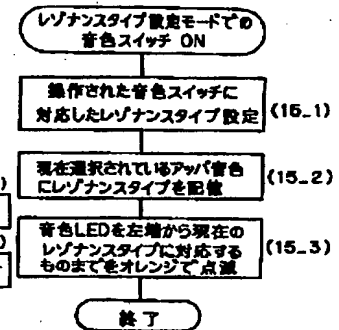 レゾナンスタイプ設定モードでの
音色スイッチ ON
操作された音色スイッチに
対応したレゾナンスタイプ設定
(15_1)
現在選択されているアッパ音色
にレゾナンスタイプを記憶
(15_2)
音色LEDを左端から現在の
レゾナンスタイプに対応する
ものまでをオレンジで点滅
(15_3)
終了
)
)